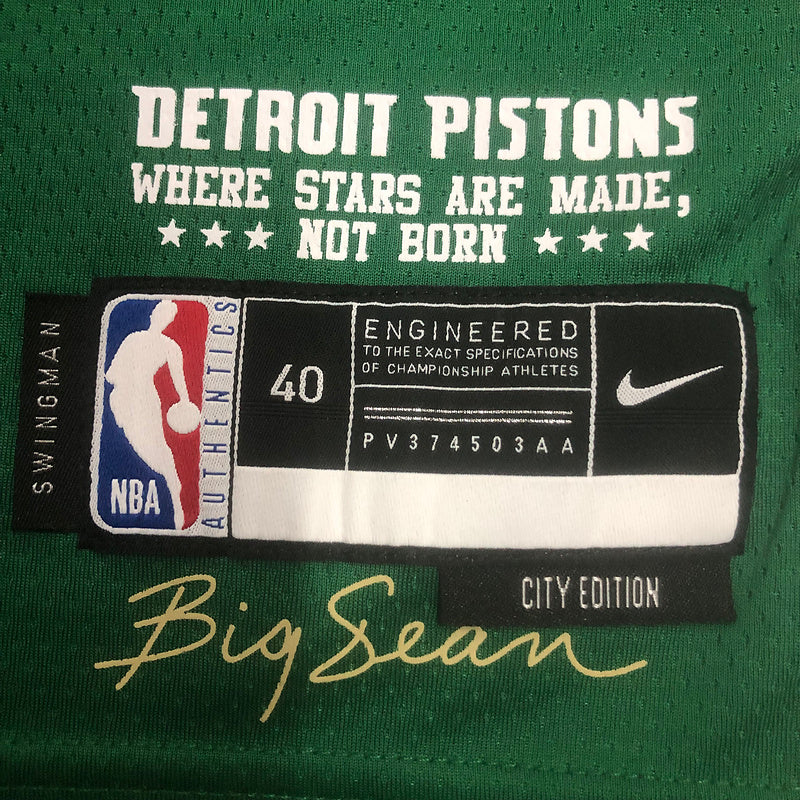 DETROIT PISTONS
WHERE STARS ARE MADE,
NOT BORN
SWINGMAN
NBA
AUTHENTICS
40
ENGINEERED
TO THE EXACT SPECIFICATIONS
OF CHAMPIONSHIP ATHLETES
PV374503AA
CITY EDITION
Big Sean